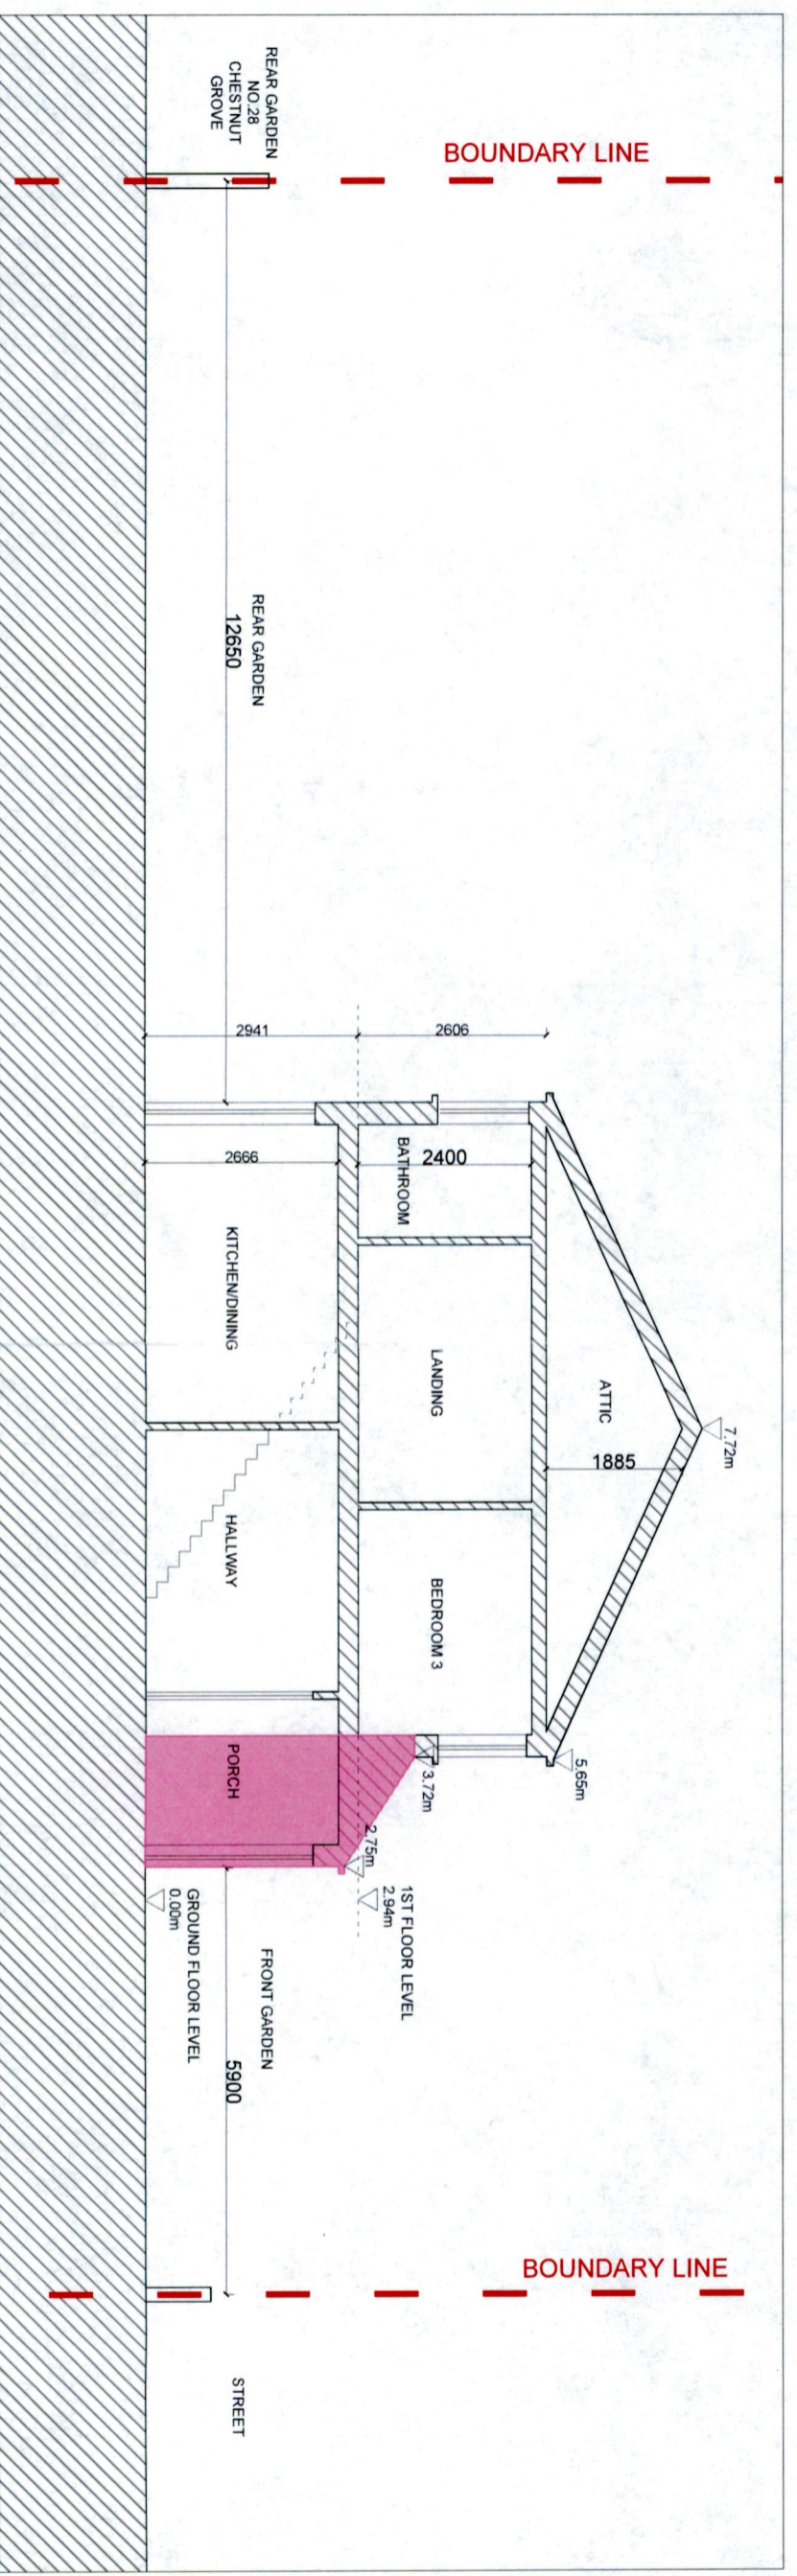 BOUNDARY LINE
REAR GARDEN
NO.28
CHESTNUT
GROVE
REAR GARDEN
12650
2941
2606
2666
2400
BATHROOM
KITCHEN/DINING
LANDING
ATTIC
7.72m
1885
HALLWAY
BEDROOM 3
PORCH
5.65m
3.72m
2.75m
1ST FLOOR LEVEL
2.94m
GROUND FLOOR LEVEL
0.00m
FRONT GARDEN
5900
BOUNDARY LINE
STREET